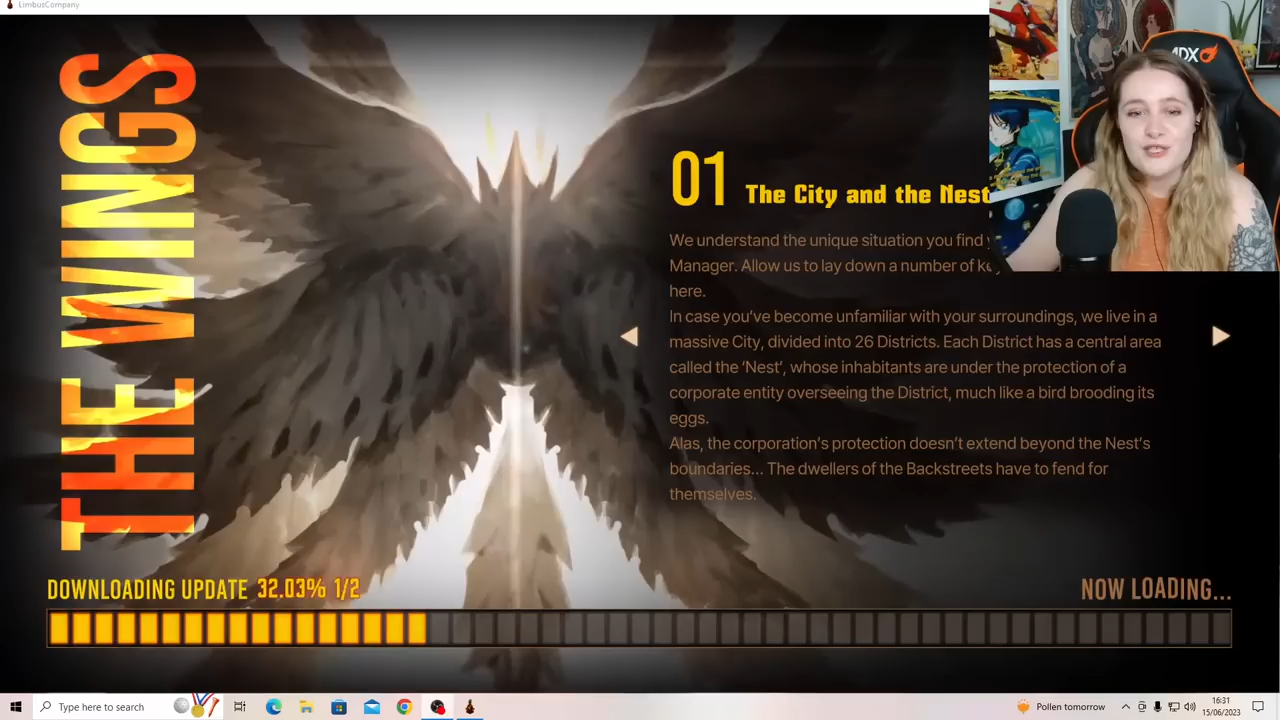 LimbusCompany
THE WINGS
01 The City and the Nest
We understand the unique situation you find
Manager. Allow us to lay down a number of
here.
In case you've become unfamiliar with your surroundings, we live in a
massive City, divided into 26 Districts. Each District has a central area
called the 'Nest', whose inhabitants are under the protection of a
corporate entity overseeing the District, much like a bird brooding its
eggs.
Alas, the corporation's protection doesn't extend beyond the Nest's
boundaries... The dwellers of the Backstreets have to fend for
themselves.
DOWNLOADING UPDATE 32.03% 1/2
NOW LOADING...
Type here to search
Pollen tomorrow
16:31
15/06/2023